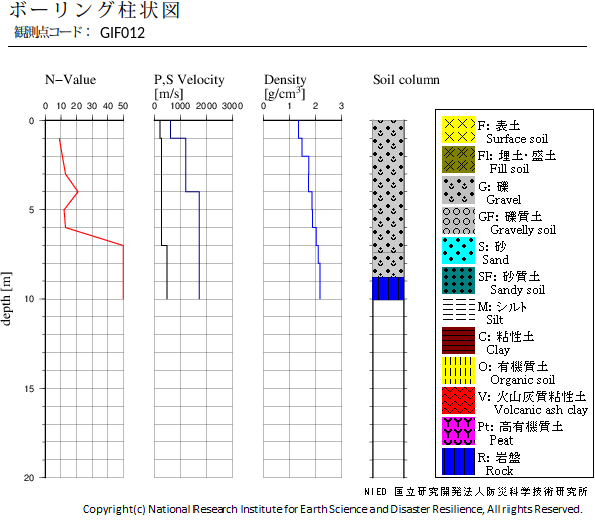 ボーリング柱状図
観測点コード： GIF012
N-Value
P,S Velocity
[m/s]
Density
[g/cm3]
Soil column
0 10 20 30 40 50
0 1000 2000 3000
0 1 2 3
0
5
10
15
20
depth [m]
F: 表土
Surface soil
Fl: 埋土・盛土
Fill soil
G: 礫
Gravel
GF: 礫質土
Gravelly soil
S: 砂
Sand
SF: 砂質土
Sandy soil
M: シルト
Silt
C: 粘性土
Clay
O: 有機質土
Organic soil
V: 火山灰質粘性土
Volcanic ash clay
Pt: 高有機質土
Peat
R: 岩盤
Rock
NIED 国立研究開発法人防災科学技術研究所
Copyright(c) National Research Institute for Earth Science and Disaster Resilience, All rights Reserved.